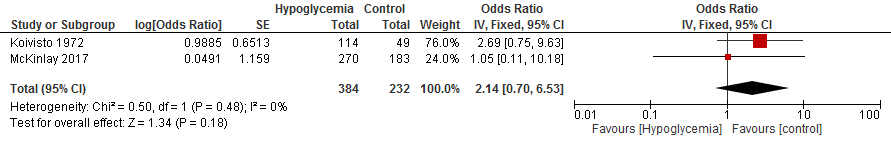 Hypoglycemia Control Odds Ratio Odds Ratio
Study or Subgroup log[Odds Ratio] SE Total Total Weight IV, Fixed, 95% CI IV, Fixed, 95% CI
Koivisto 1972 0.9885 0.6513 114 49 76.0% 2.69 [0.75, 9.63]
McKinlay 2017 0.0491 1.159 270 183 24.0% 1.05 [0.11, 10.18]
Total (95% CI) 384 232 100.0% 2.14 [0.70, 6.53]
Heterogeneity: Chi² = 0.50, df = 1 (P = 0.48); I² = 0%
Test for overall effect: Z = 1.34 (P = 0.18)
0.01 0.1 1 10 100
Favours [Hypoglycemia] Favours [control]